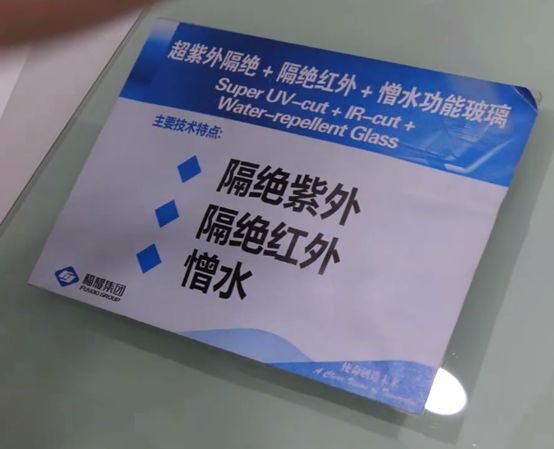 超紫外隔绝+隔绝红外+憎水功能玻璃
Super UV-cut + IR-cut +
Water-repellent Glass
主要技术特点:
隔绝紫外
隔绝红外
憎水
福耀集团
FUYAO GROUP